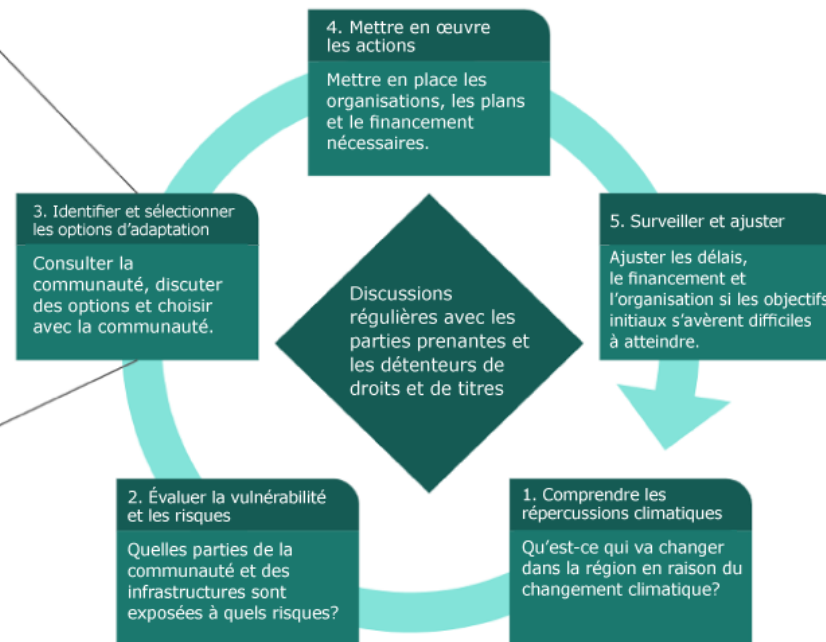 4. Mettre en œuvre
les actions
Mettre en place les
organisations, les plans
et le financement
nécessaires.
3. Identifier et sélectionner
les options d'adaptation
Consulter la
communauté, discuter
des options et choisir
avec la communauté.
5. Surveiller et ajuster
Ajuster les délais,
le financement et
l'organisation si les objectifs
initiaux s'avèrent difficiles
à atteindre.
Discussions
régulières avec les
parties prenantes et
les détenteurs de
droits et de titres
2. Évaluer la vulnérabilité
et les risques
Quelles parties de la
communauté et des
infrastructures sont
exposées à quels risques?
1. Comprendre les
répercussions climatiques
Qu'est-ce qui va changer
dans la région en raison du
changement climatique?